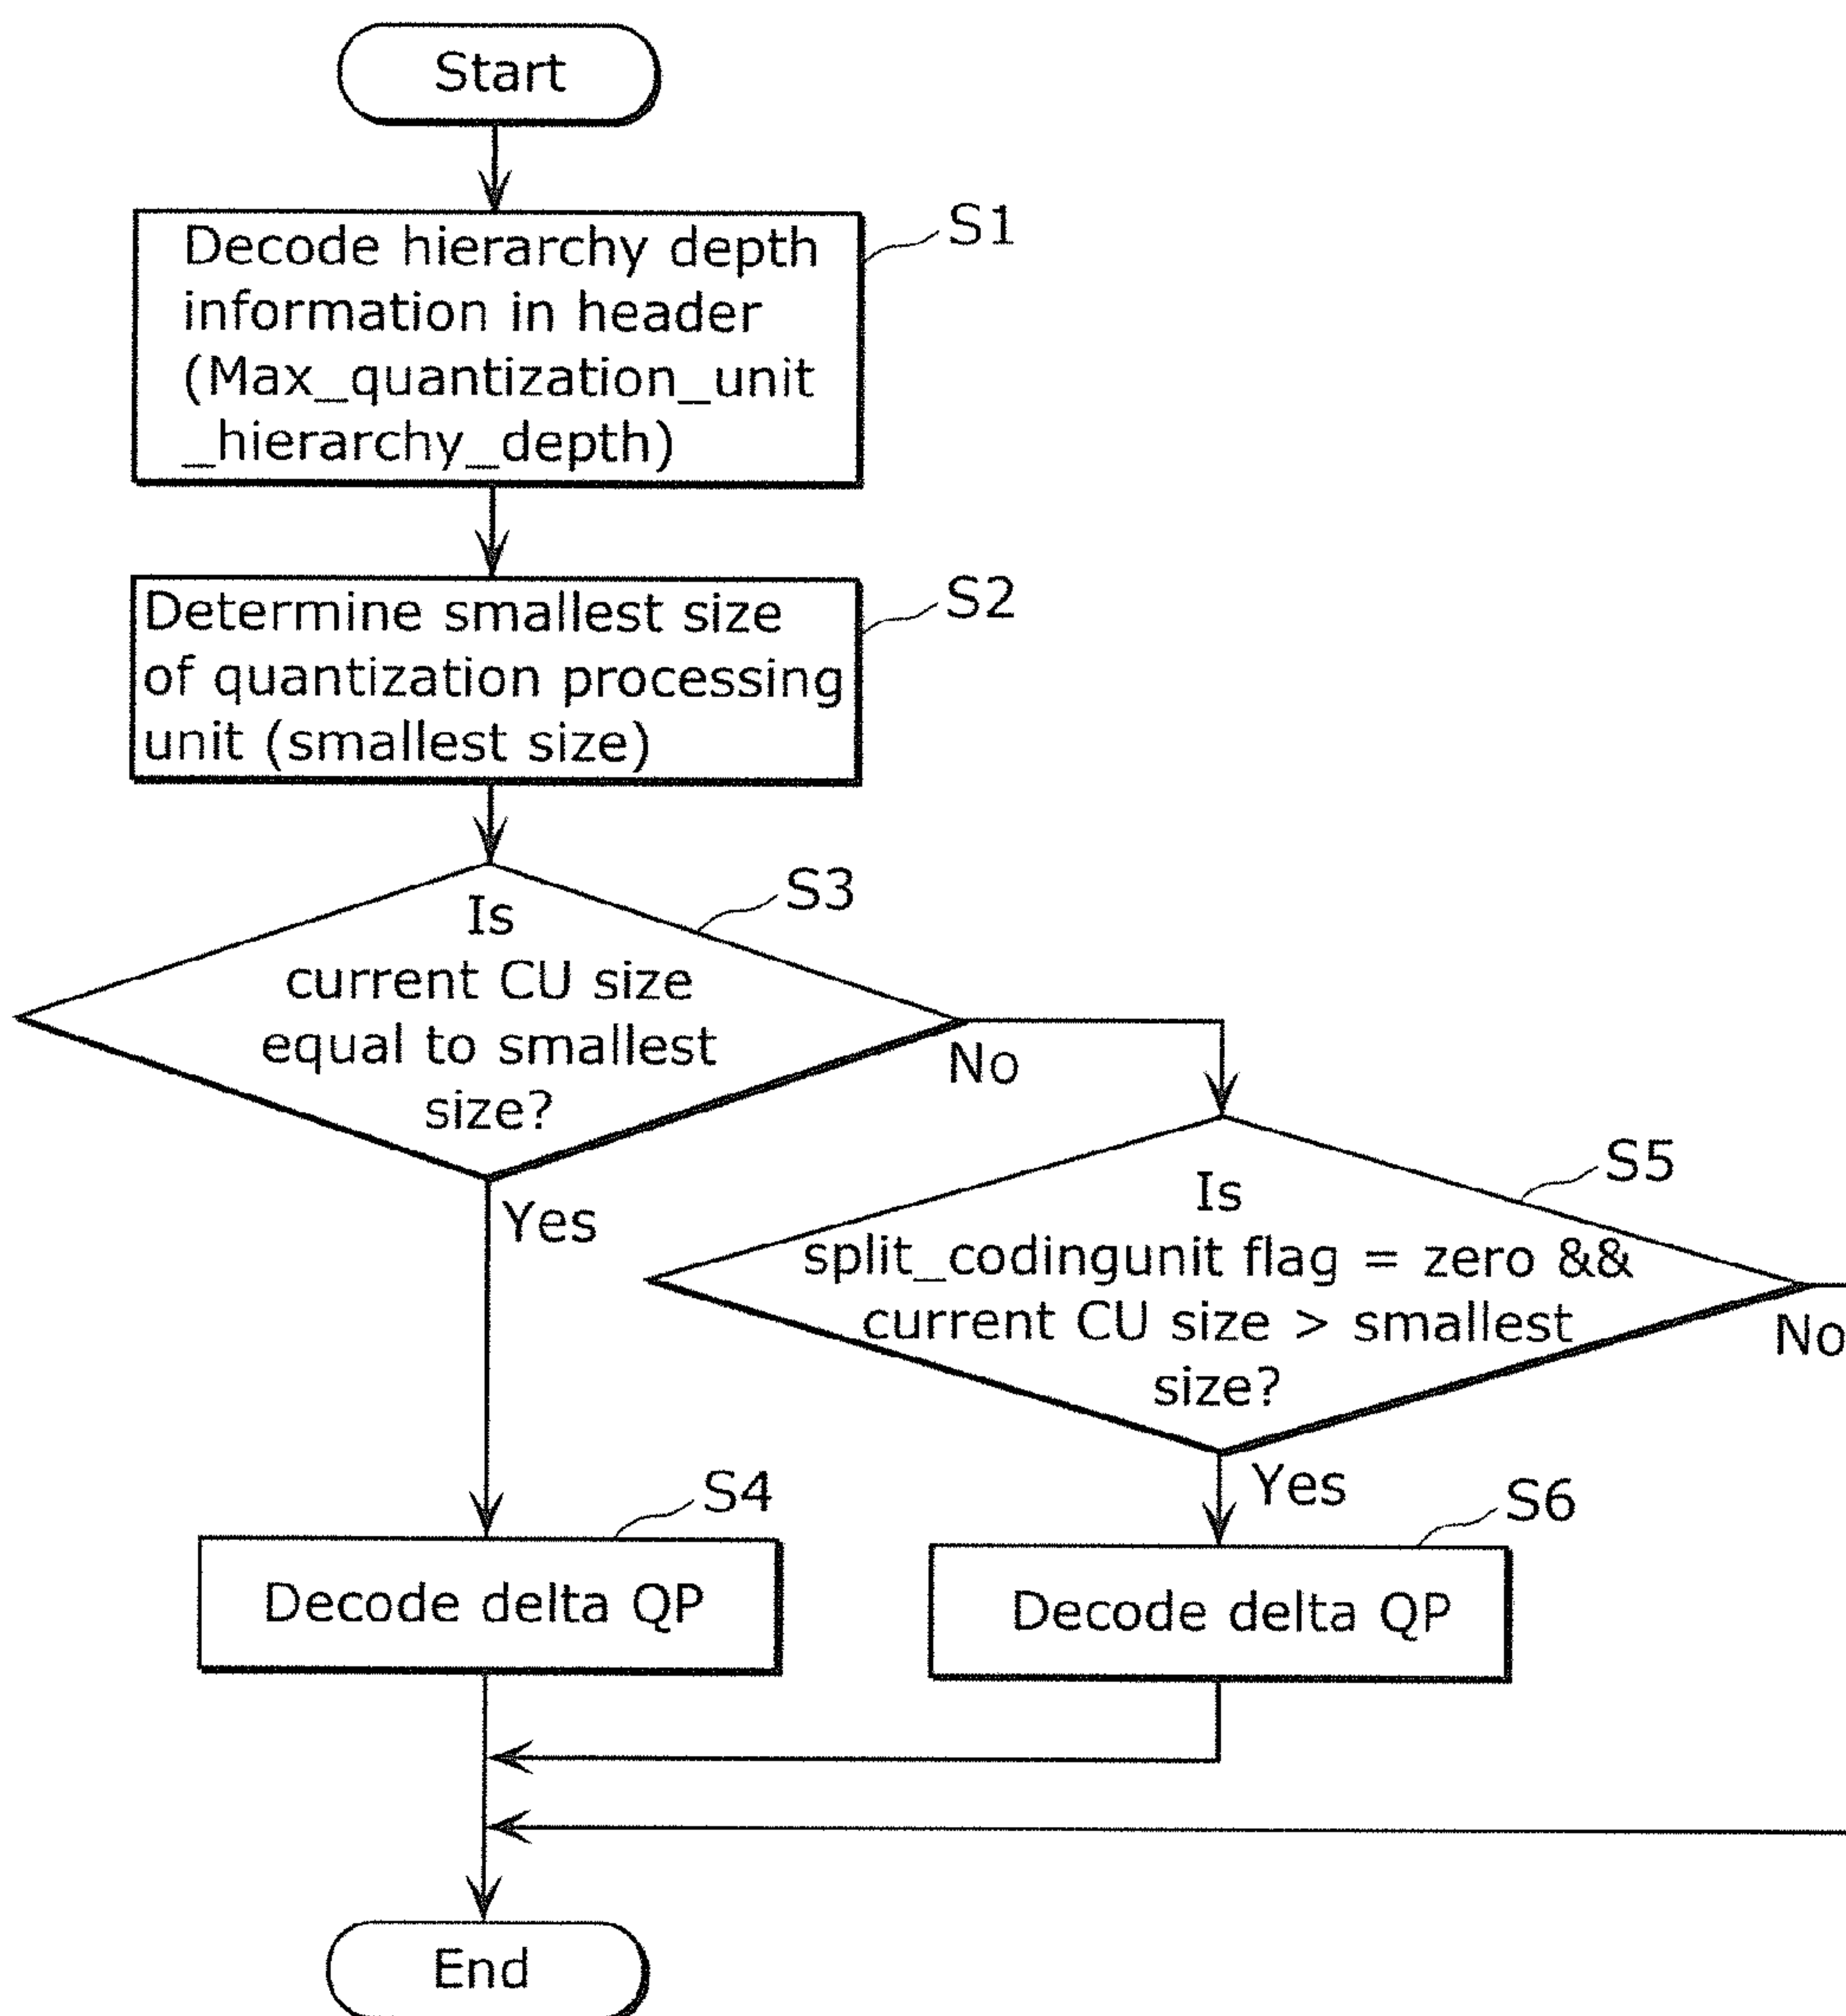 Start
Decode hierarchy depth
information in header
(Max_quantization_unit
_hierarchy_depth)
S1
Determine smallest size
of quantization processing
unit (smallest size)
S2
Is
current CU size
equal to smallest
size?
S3
No
Yes
Is
split_codingunit flag = zero &&
current CU size > smallest
size?
S5
No
Yes
Decode delta QP
S4
Decode delta QP
S6
End